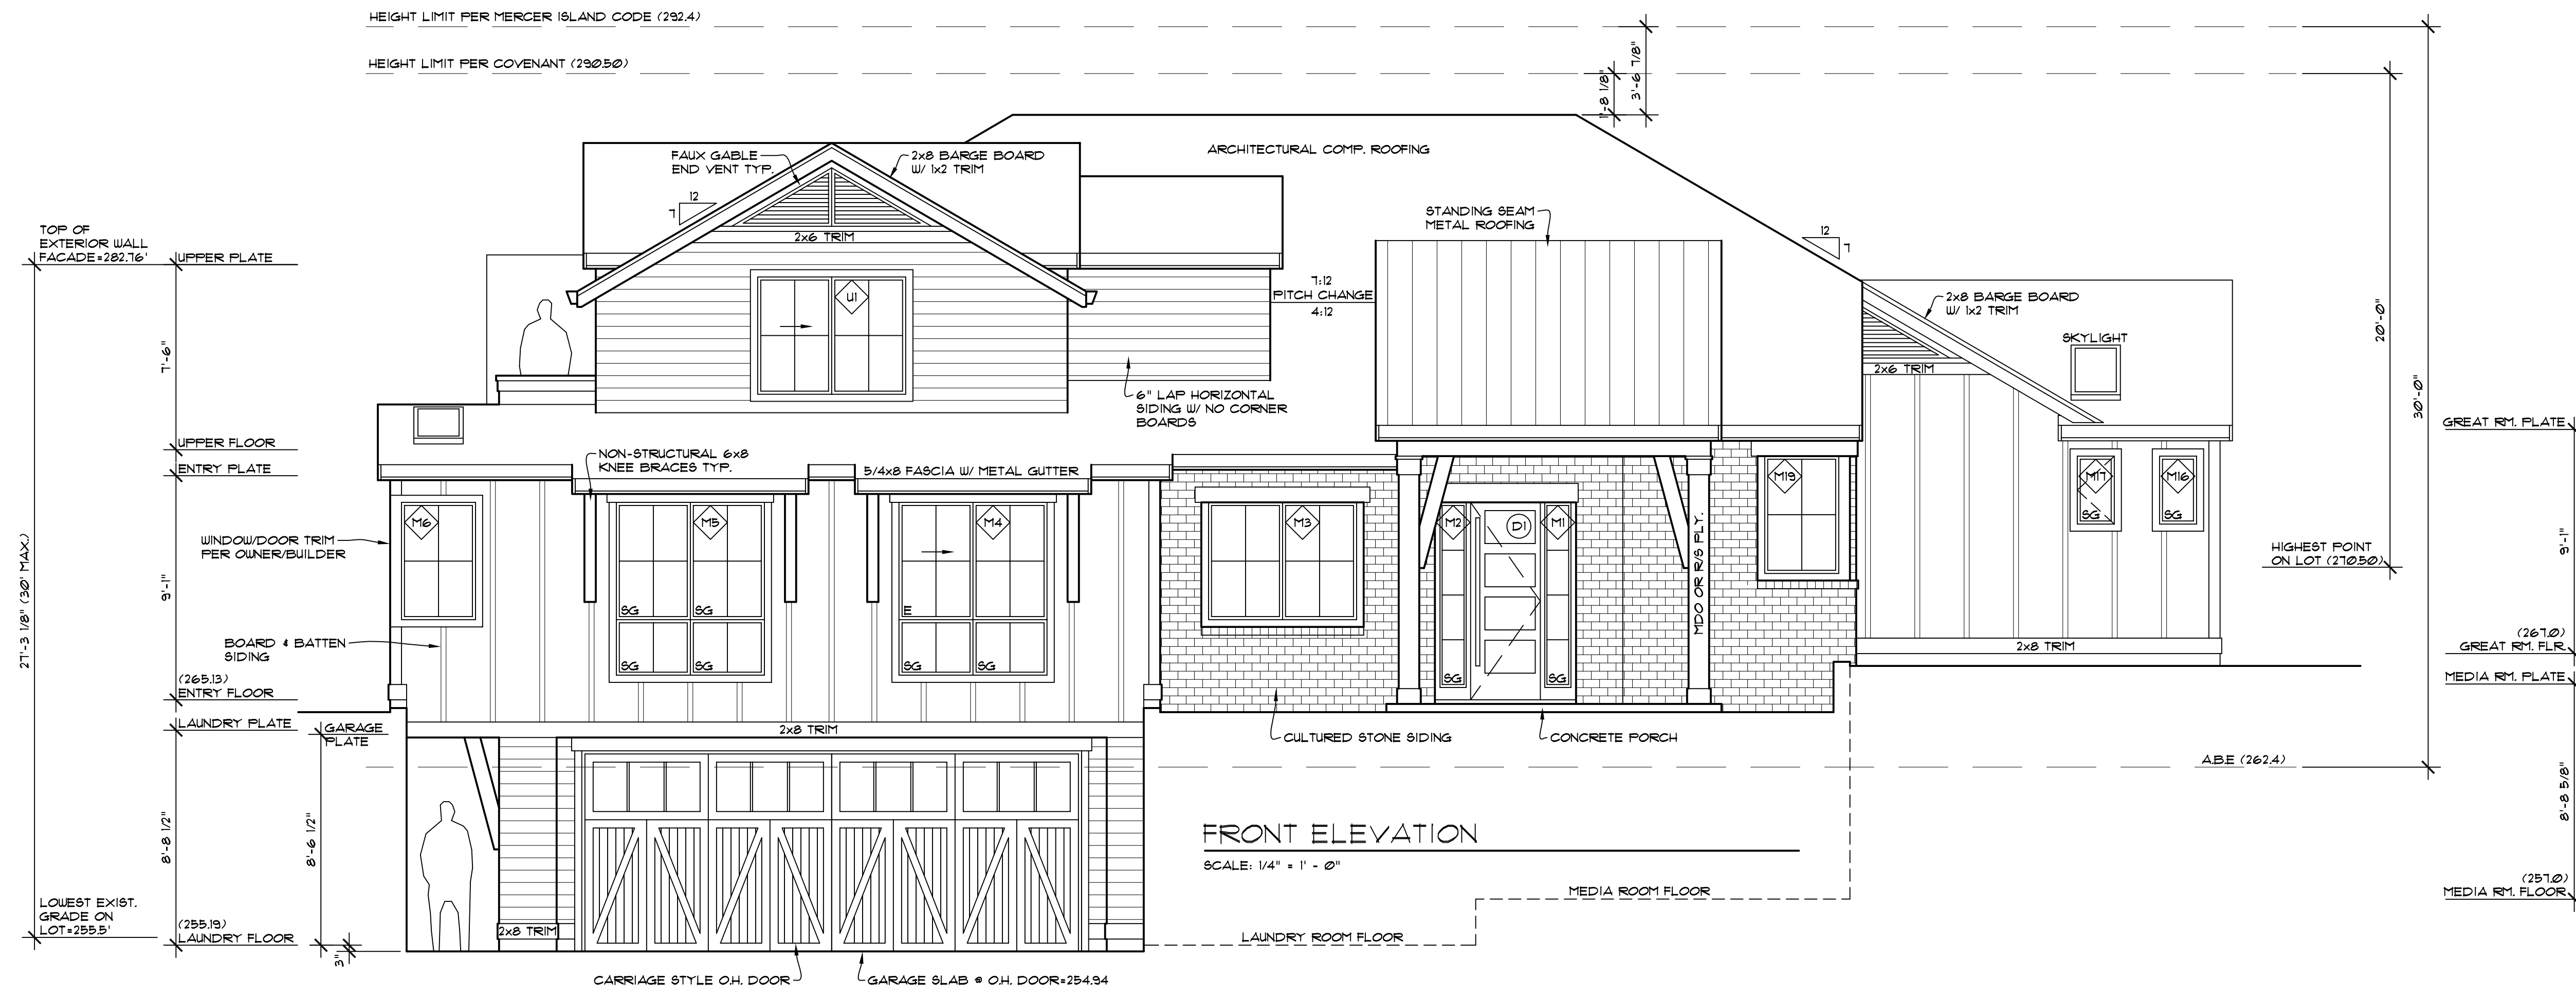 HEIGHT LIMIT PER MERCER ISLAND CODE (292.4)
HEIGHT LIMIT PER COVENANT (290.50)
1'-8 1/8"
3'-6 7/8"
FAUX GABLE
END VENT TYP.
2x8 BARGE BOARD
W/ 1x2 TRIM
ARCHITECTURAL COMP. ROOFING
12
7
2x6 TRIM
STANDING SEAM
METAL ROOFING
12
7
TOP OF
EXTERIOR WALL
FACADE=282.76'
UPPER PLATE
U1
7:12
PITCH CHANGE
4:12
2x8 BARGE BOARD
W/ 1x2 TRIM
SKYLIGHT
2x6 TRIM
20'-0"
30'-0"
7'-6"
6" LAP HORIZONTAL
SIDING W/ NO CORNER
BOARDS
UPPER FLOOR
ENTRY PLATE
NON-STRUCTURAL 6x8
KNEE BRACES TYP.
5/4x8 FASCIA W/ METAL GUTTER
GREAT RM. PLATE
M6
M5
M4
M3
M2
D1
M1
M19
M17
M16
SG
SG
WINDOW/DOOR TRIM
PER OWNER/BUILDER
MDO OR R/S PLY.
HIGHEST POINT
ON LOT (270.50)
9'-1"
9'-1"
27'-3 1/8" (30' MAX.)
SG
SG
E
SG
SG
SG
SG
SG
SG
BOARD & BATTEN
SIDING
2x8 TRIM
(267.0)
GREAT RM. FLR.
MEDIA RM. PLATE
(265.13)
ENTRY FLOOR
LAUNDRY PLATE
GARAGE
PLATE
2x8 TRIM
CULTURED STONE SIDING
CONCRETE PORCH
A.B.E (262.4)
8'-8 1/2"
8'-6 1/2"
8'-8 5/8"
FRONT ELEVATION
SCALE: 1/4" = 1' - 0"
MEDIA ROOM FLOOR
(257.0)
MEDIA RM. FLOOR
LOWEST EXIST.
GRADE ON
LOT=255.5'
(255.19)
LAUNDRY FLOOR
3"
2x8 TRIM
LAUNDRY ROOM FLOOR
CARRIAGE STYLE O.H. DOOR
GARAGE SLAB @ O.H. DOOR=254.94